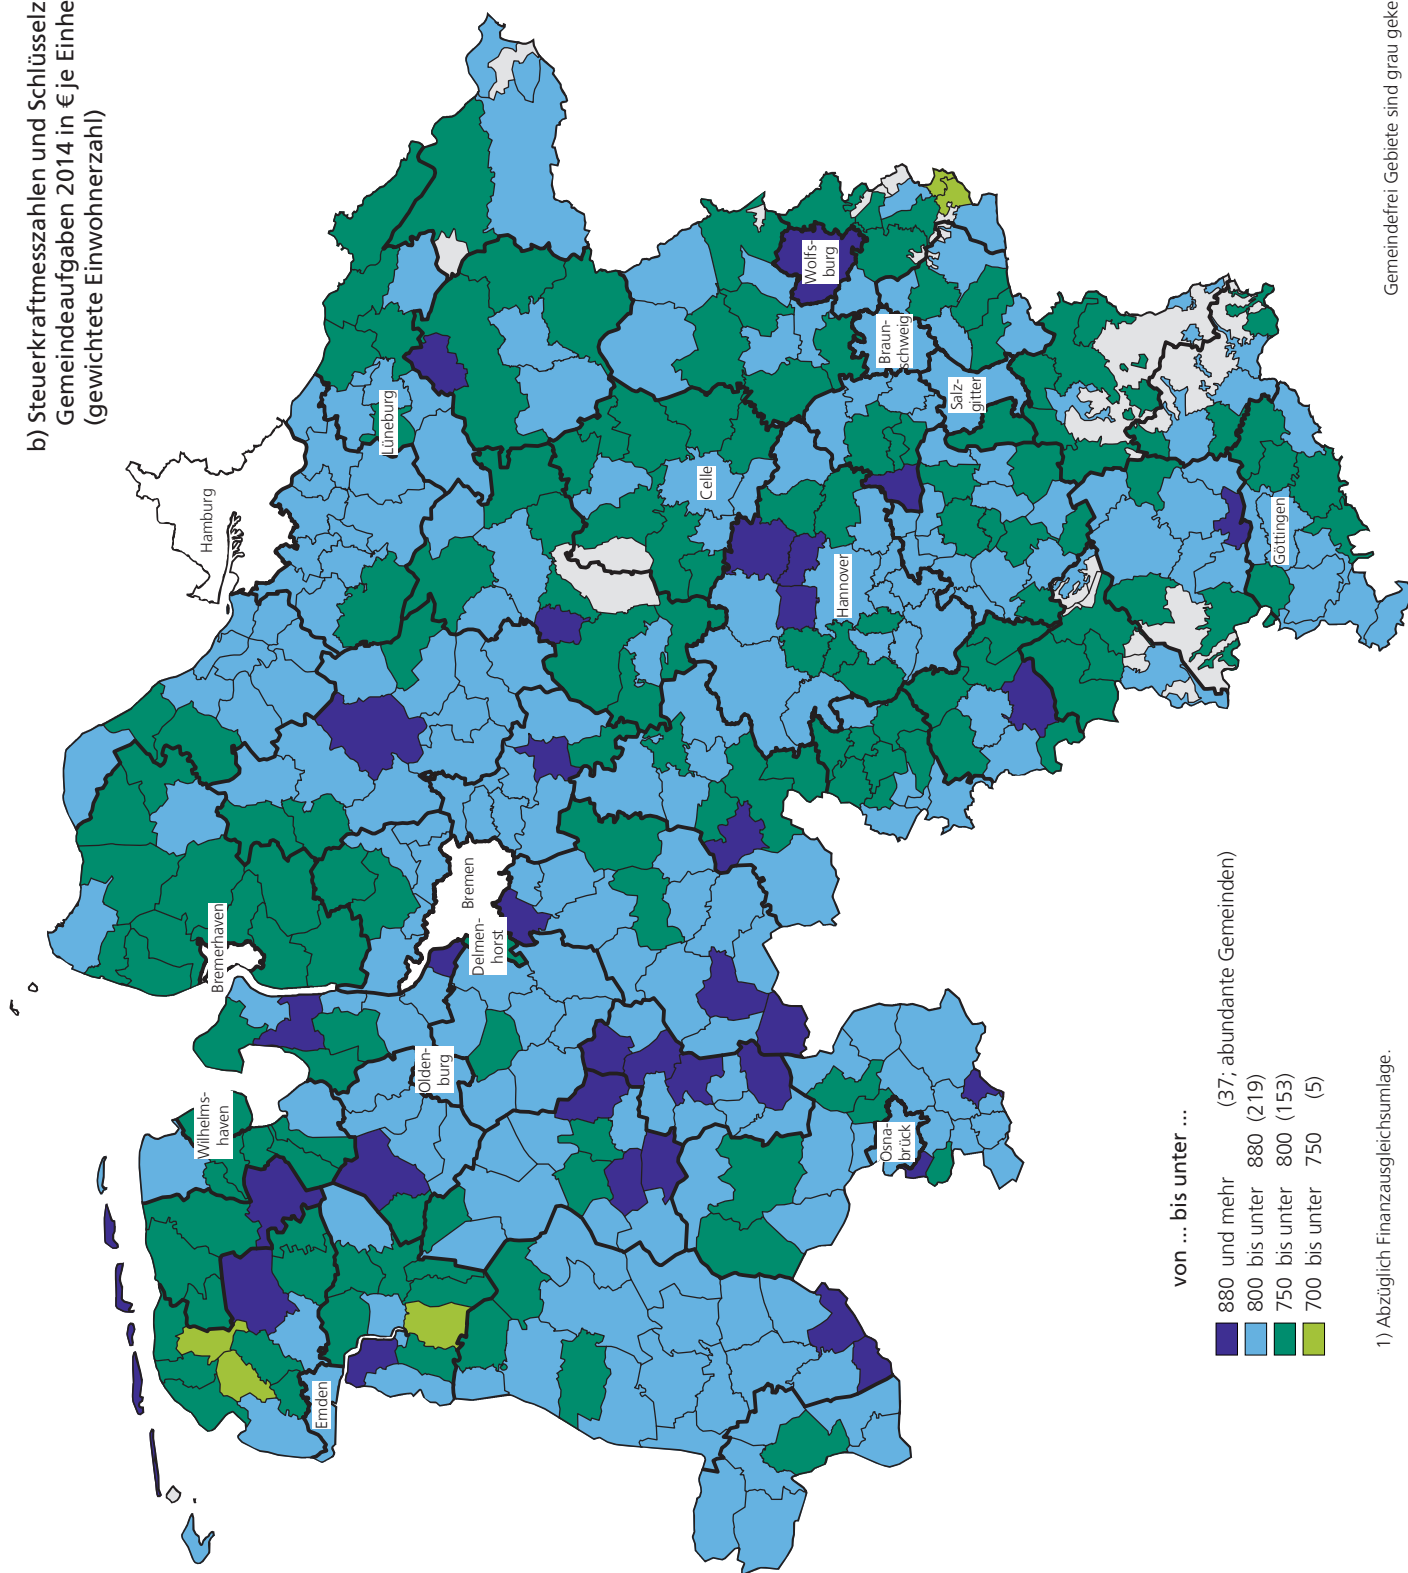 b) Steuerkraftmesszahlen und Schlüsselz
Gemeindeaufgaben 2014 in € je Einhe
(gewichtete Einwohnerzahl)
Hamburg
Lüneburg
Bremerhaven
Wilhelms-
haven
Emden
Olden-
burg
Bremen
Delmen-
horst
Celle
Wolfs-
burg
Braun-
schweig
Salz-
gitter
Hannover
Osna-
brück
Göttingen
von ... bis unter ...
880 und mehr (37; abundante Gemeinden)
800 bis unter 880 (219)
750 bis unter 800 (153)
700 bis unter 750 (5)
1) Abzüglich Finanzausgleichsumlage.
Gemeindefrei Gebiete sind grau geke